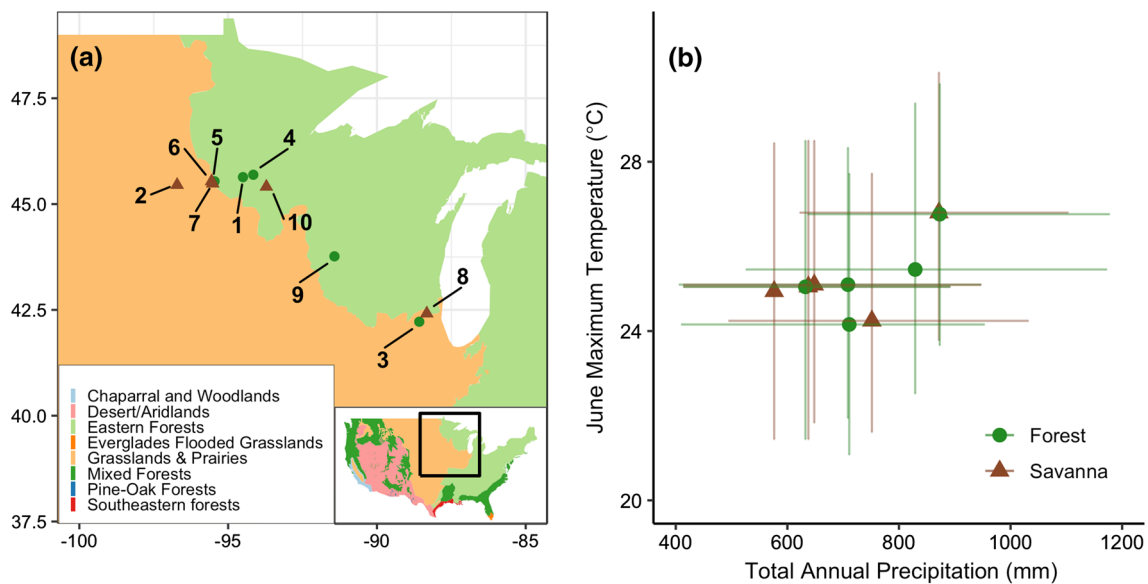 (a)
47.5
45.0
42.5
40.0
37.5
5
4
6
2
7
1
10
9
8
3
Chaparral and Woodlands
Desert/Aridlands
Eastern Forests
Everglades Flooded Grasslands
Grasslands & Prairies
Mixed Forests
Pine-Oak Forests
Southeastern forests
-100
-95
-90
-85
(b)
June Maximum Temperature (°C)
28
24
20
Forest
Savanna
400
600
800
1000
1200
Total Annual Precipitation (mm)